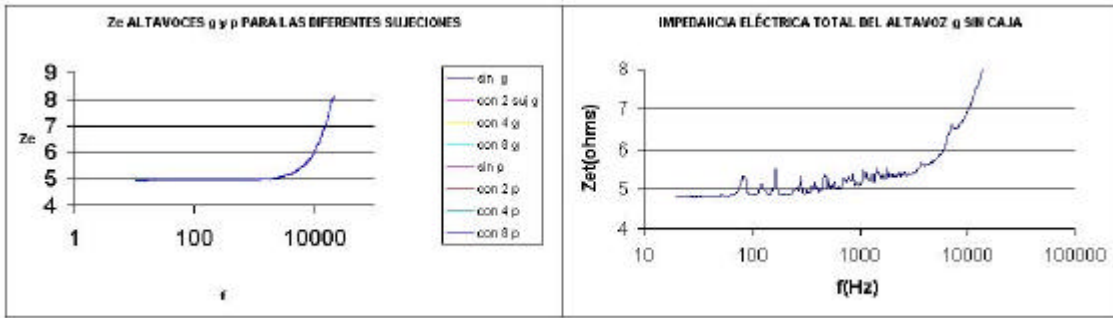 Ze ALTAVOCES g y p PARA LAS DIFERENTES SUJECIONES
9
8
7
6
5
4
Ze
1
100
10000
f
sin g
con 2 suj g
con 4 g
con 8 g
sin p
con 2 p
con 4 p
con 8 p
IMPEDANCIA ELÉCTRICA TOTAL DEL ALTAVOZ g SIN CAJA
8
7
6
5
4
Zet(ohms)
10
100
1000
10000
100000
f(Hz)